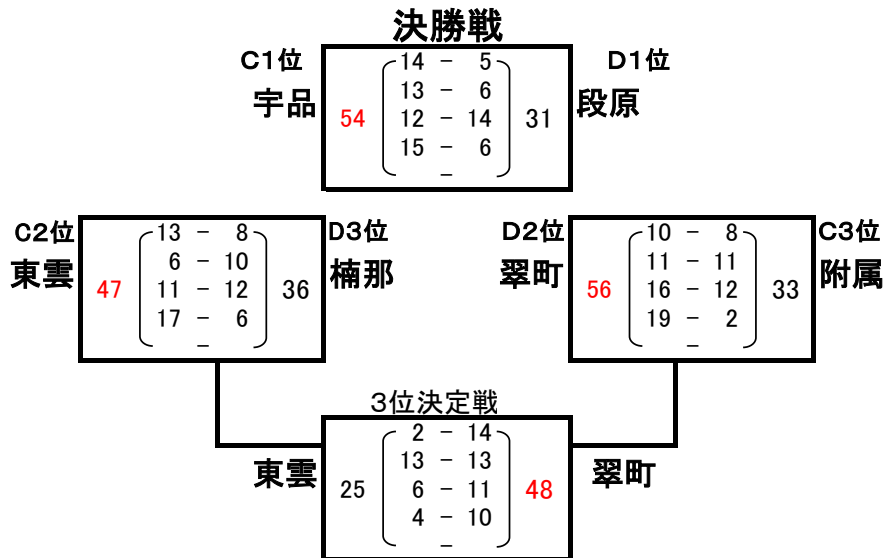 決勝戦
C1位 D1位
宇品 段原
54 31
14 － 5
13 － 6
12 － 14
15 － 6
－
C2位 D3位
東雲 楠那
47 36
13 － 8
6 － 10
11 － 12
17 － 6
－
D2位 C3位
翠町 附属
56 33
10 － 8
11 － 11
16 － 12
19 － 2
－
3位決定戦
東雲 翠町
25 48
2 － 14
13 － 13
6 － 11
4 － 10
－